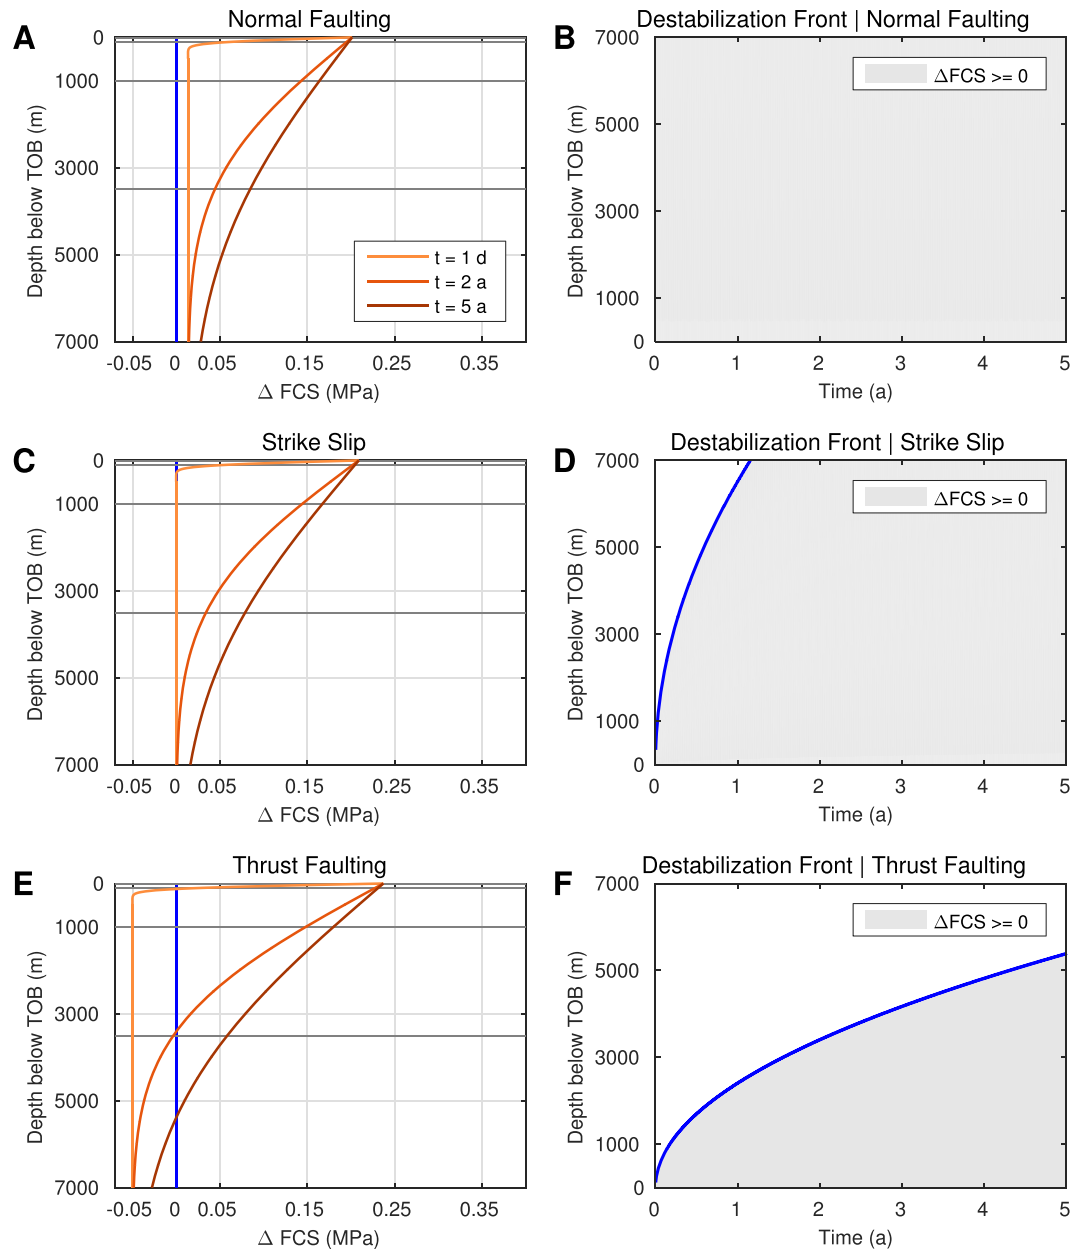 A
Normal Faulting
0
1000
3000
5000
7000
Depth below TOB (m)
t = 1 d
t = 2 a
t = 5 a
-0.05 0 0.05 0.15 0.25 0.35
Δ FCS (MPa)
B
Destabilization Front | Normal Faulting
7000
5000
3000
1000
0
Depth below TOB (m)
ΔFCS >= 0
0 1 2 3 4 5
Time (a)
C
Strike Slip
0
1000
3000
5000
7000
Depth below TOB (m)
-0.05 0 0.05 0.15 0.25 0.35
Δ FCS (MPa)
D
Destabilization Front | Strike Slip
7000
5000
3000
1000
0
Depth below TOB (m)
ΔFCS >= 0
0 1 2 3 4 5
Time (a)
E
Thrust Faulting
0
1000
3000
5000
7000
Depth below TOB (m)
-0.05 0 0.05 0.15 0.25 0.35
Δ FCS (MPa)
F
Destabilization Front | Thrust Faulting
7000
5000
3000
1000
0
Depth below TOB (m)
ΔFCS >= 0
0 1 2 3 4 5
Time (a)